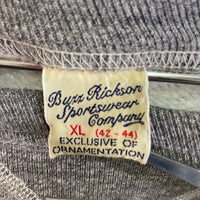 Buzz Rickson
Sportswear
Company
XL (42-44)
EXCLUSIVE OF
ORNAMENTATION